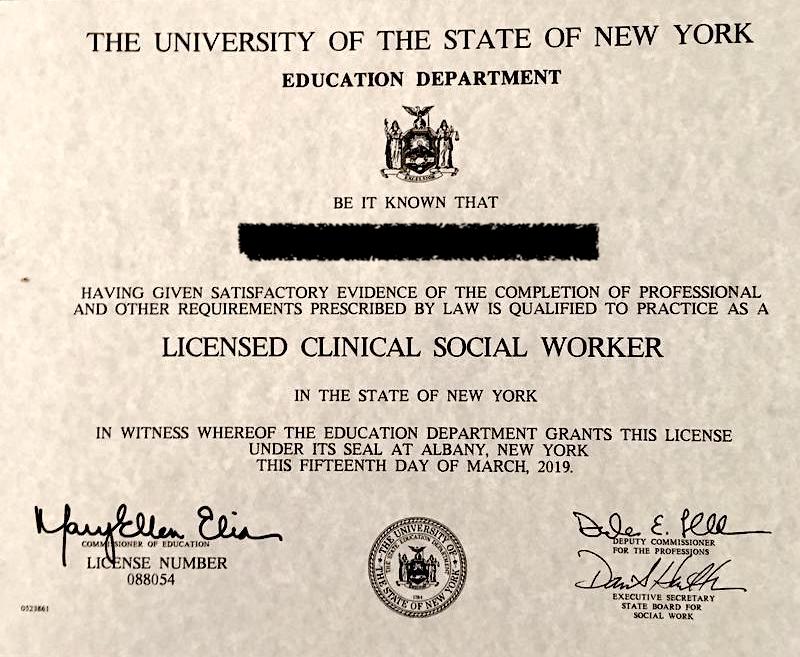 THE UNIVERSITY OF THE STATE OF NEW YORK
EDUCATION DEPARTMENT
EXCELSIOR
BE IT KNOWN THAT
HAVING GIVEN SATISFACTORY EVIDENCE OF THE COMPLETION OF PROFESSIONAL
AND OTHER REQUIREMENTS PRESCRIBED BY LAW IS QUALIFIED TO PRACTICE AS A
LICENSED CLINICAL SOCIAL WORKER
IN THE STATE OF NEW YORK
IN WITNESS WHEREOF THE EDUCATION DEPARTMENT GRANTS THIS LICENSE
UNDER ITS SEAL AT ALBANY, NEW YORK
THIS FIFTEENTH DAY OF MARCH, 2019.
MaryEllen Elia
COMMISSIONER OF EDUCATION
LICENSE NUMBER
088054
0523861
THE UNIVERSITY OF
THE STATE OF NEW YORK
THE STATE EDUCATION DEPARTMENT
1784
DEPUTY COMMISSIONER
FOR THE PROFESSIONS
EXECUTIVE SECRETARY
STATE BOARD FOR
SOCIAL WORK